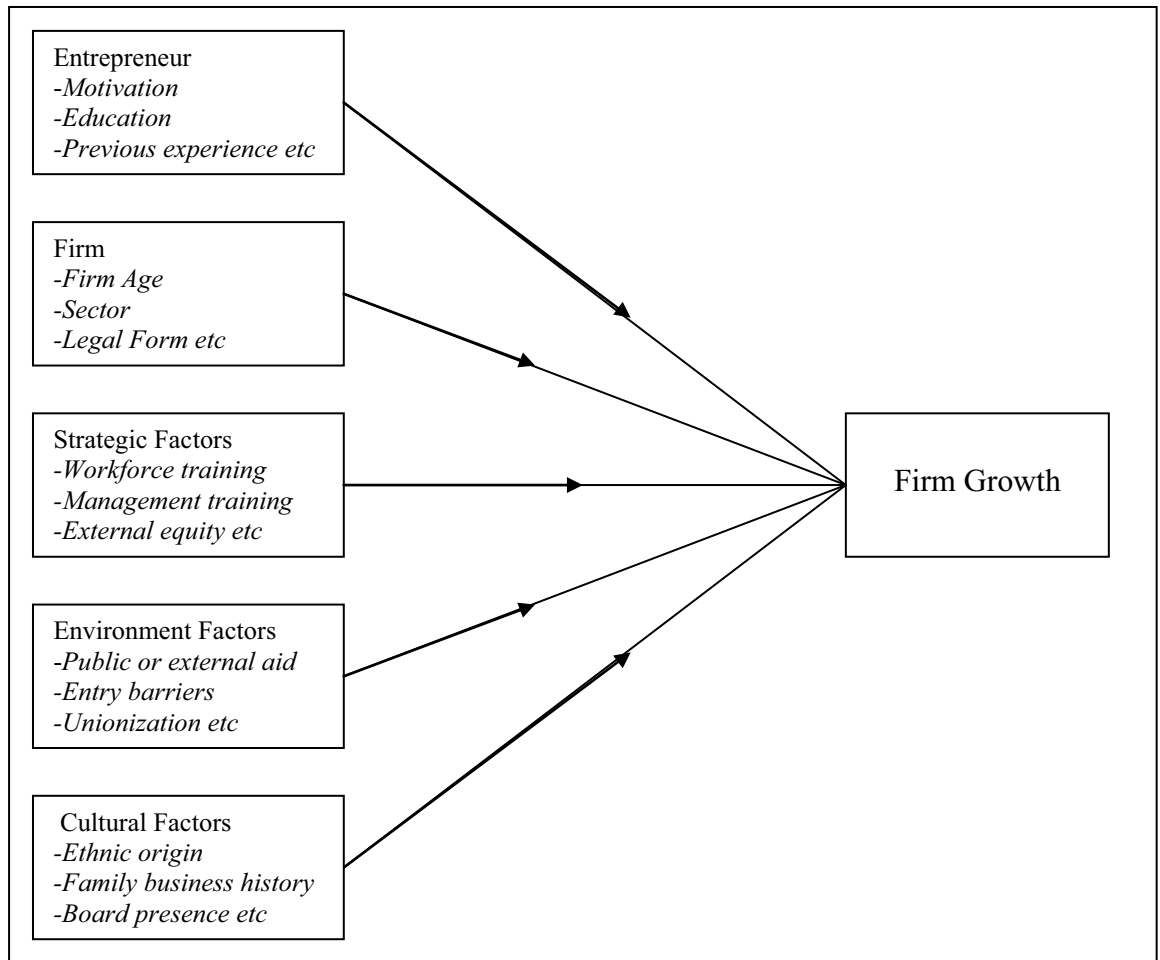 Entrepreneur
-Motivation
-Education
-Previous experience etc
Firm
-Firm Age
-Sector
-Legal Form etc
Strategic Factors
-Workforce training
-Management training
-External equity etc
Firm Growth
Environment Factors
-Public or external aid
-Entry barriers
-Unionization etc
Cultural Factors
-Ethnic origin
-Family business history
-Board presence etc